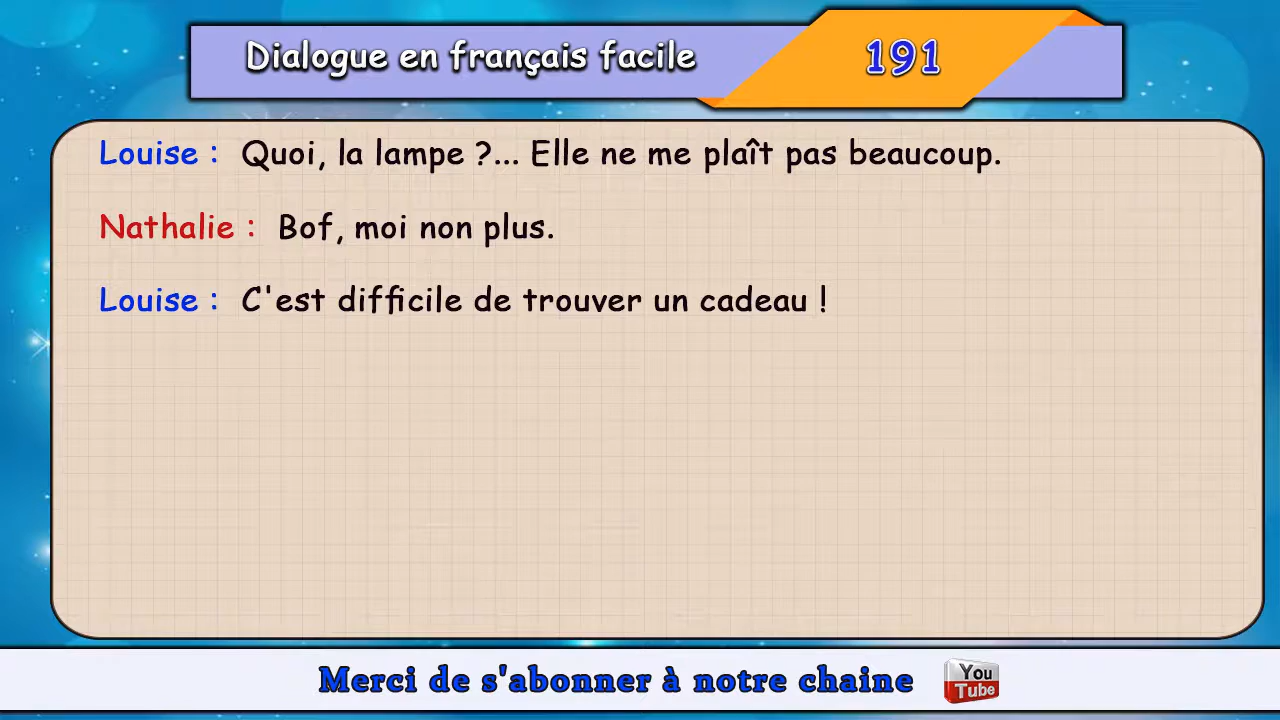 Dialogue en français facile 191
Louise : Quoi, la lampe ?... Elle ne me plaît pas beaucoup.
Nathalie : Bof, moi non plus.
Louise : C'est difficile de trouver un cadeau !
Merci de s'abonner à notre chaine
You
Tube